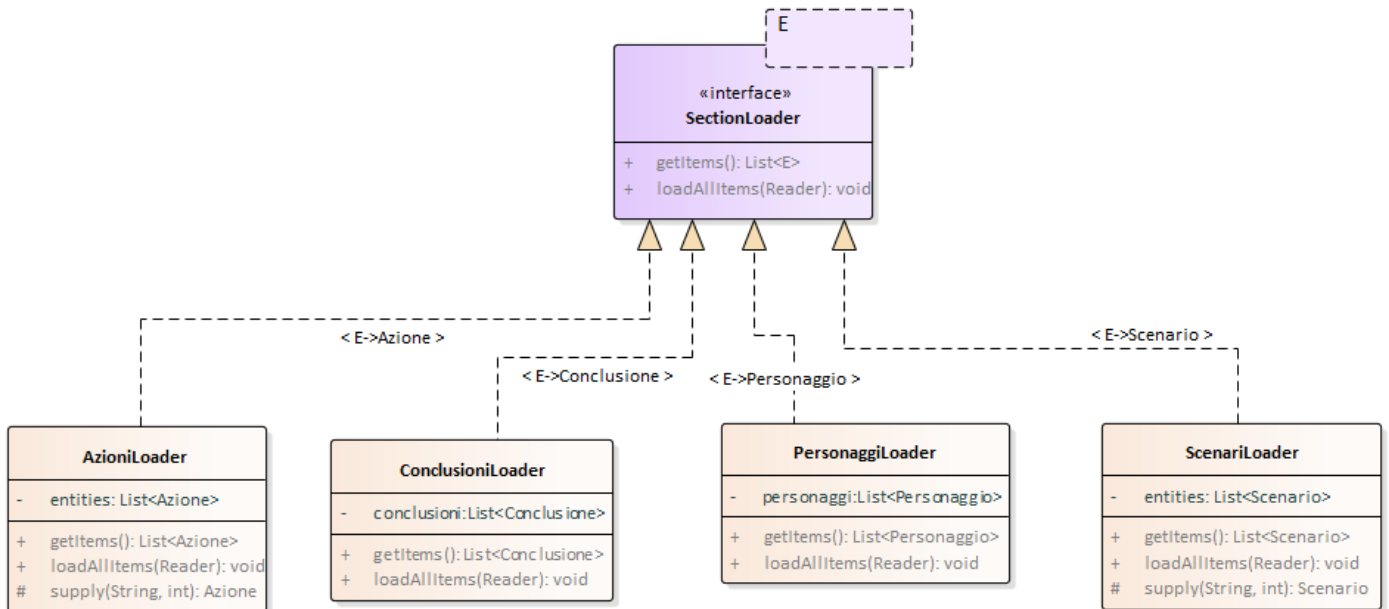 E
«interface»
SectionLoader
+ getItems(): List<E>
+ loadAllItems(Reader): void
< E->Azione >
< E->Conclusione >
< E->Personaggio >
< E->Scenario >
AzioniLoader
- entities: List<Azione>
+ getItems(): List<Azione>
+ loadAllItems(Reader): void
# supply(String, int): Azione
ConclusioniLoader
- conclusioni:List<Conclusione>
+ getItems():List<Conclusione>
+ loadAllItems(Reader): void
PersonaggiLoader
- personaggi:List<Personaggio>
+ getItems(): List<Personaggio>
+ loadAllItems(Reader): void
ScenariLoader
- entities: List<Scenario>
+ getItems(): List<Scenario>
+ loadAllItems(Reader): void
# supply(String, int): Scenario